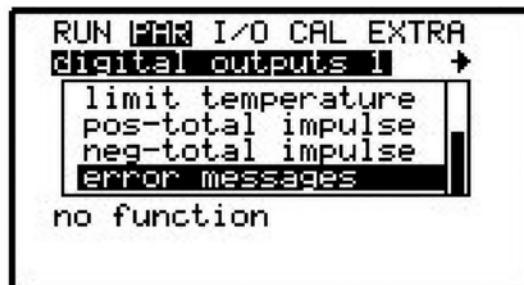 RUN PAR I/O CAL EXTRA
digital outputs 1 →
limit temperature
pos-total impulse
neg-total impulse
error messages
no function